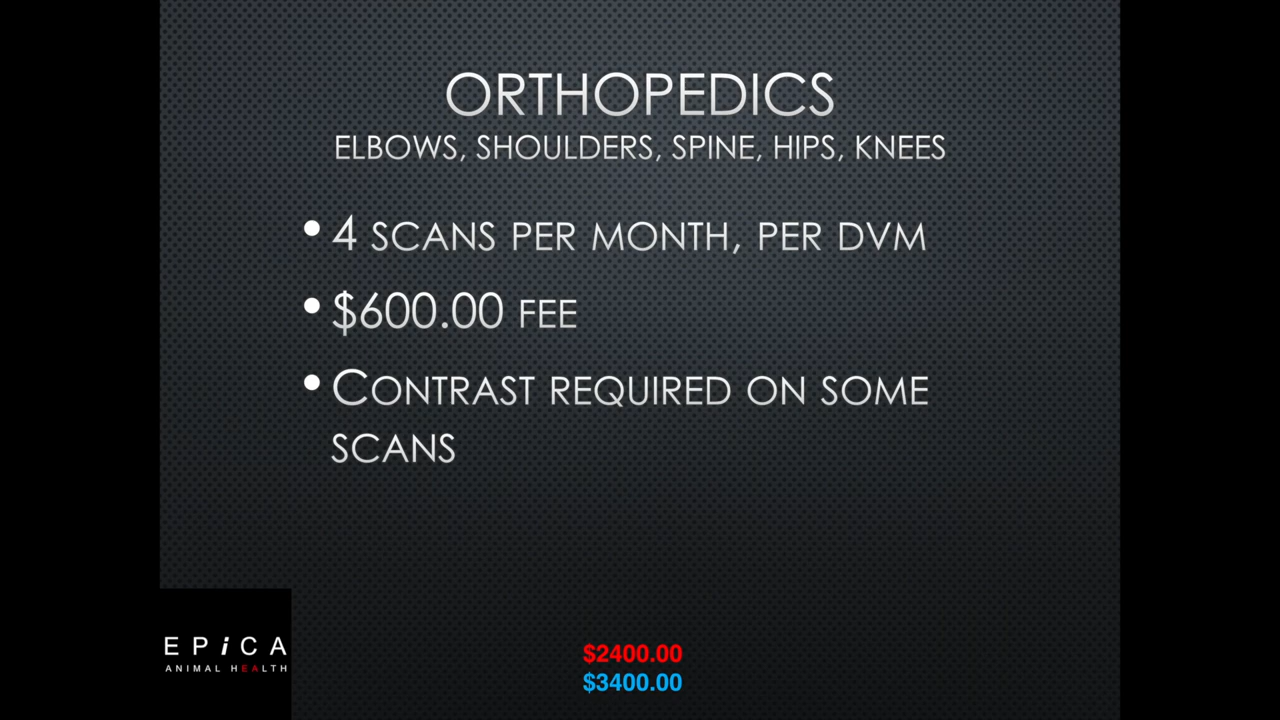 ORTHOPEDICS
ELBOWS, SHOULDERS, SPINE, HIPS, KNEES
• 4 SCANS PER MONTH, PER DVM
• $600.00 FEE
• CONTRAST REQUIRED ON SOME
SCANS
EPiCA
ANIMAL HEALTH
$2400.00
$3400.00